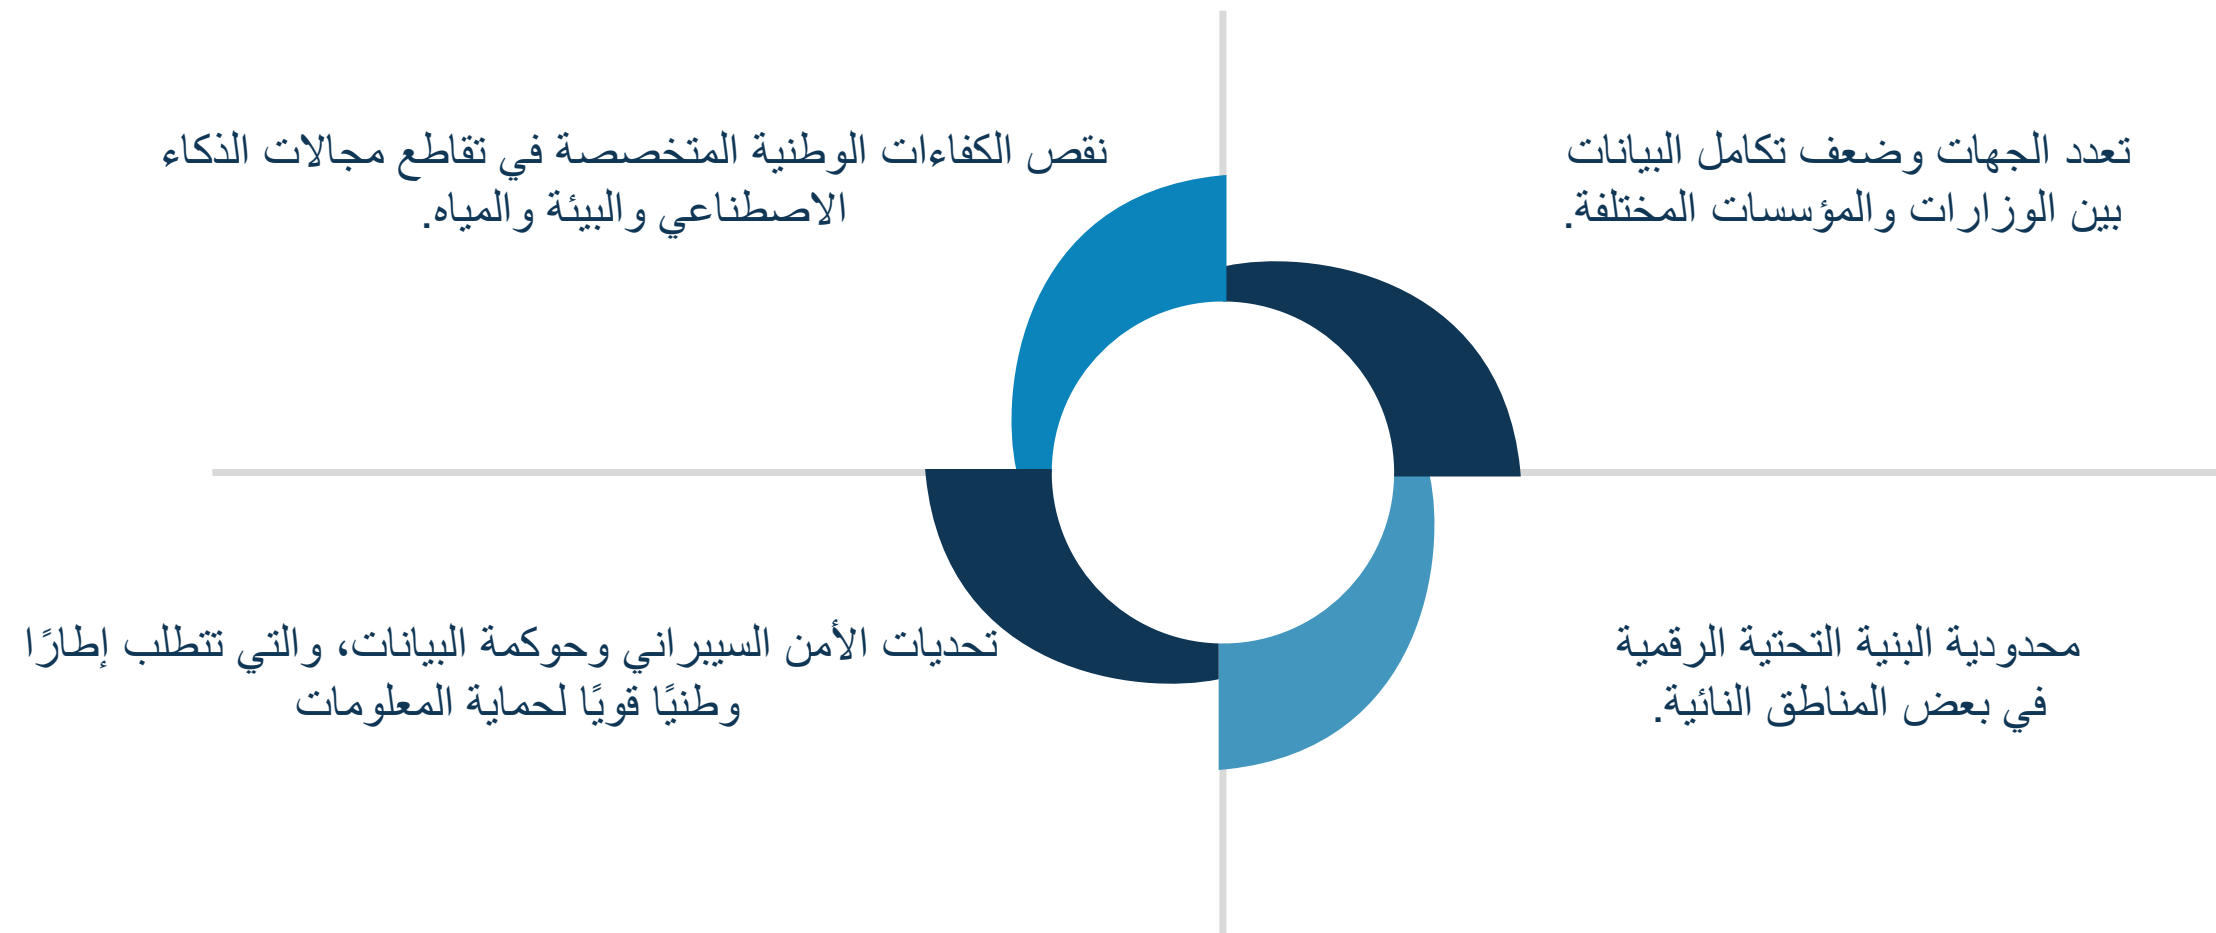 تعدد الجهات وضعف تكامل البيانات
بين الوزارات والمؤسسات المختلفة.
نقص الكفاءات الوطنية المتخصصة في تقاطع مجالات الذكاء
الاصطناعي والبيئة والمياه.
محدودية البنية التحتية الرقمية
في بعض المناطق النائية.
تحديات الأمن السيبراني وحوكمة البيانات، والتي تتطلب إطارًا
وطنيًا قويًا لحماية المعلومات